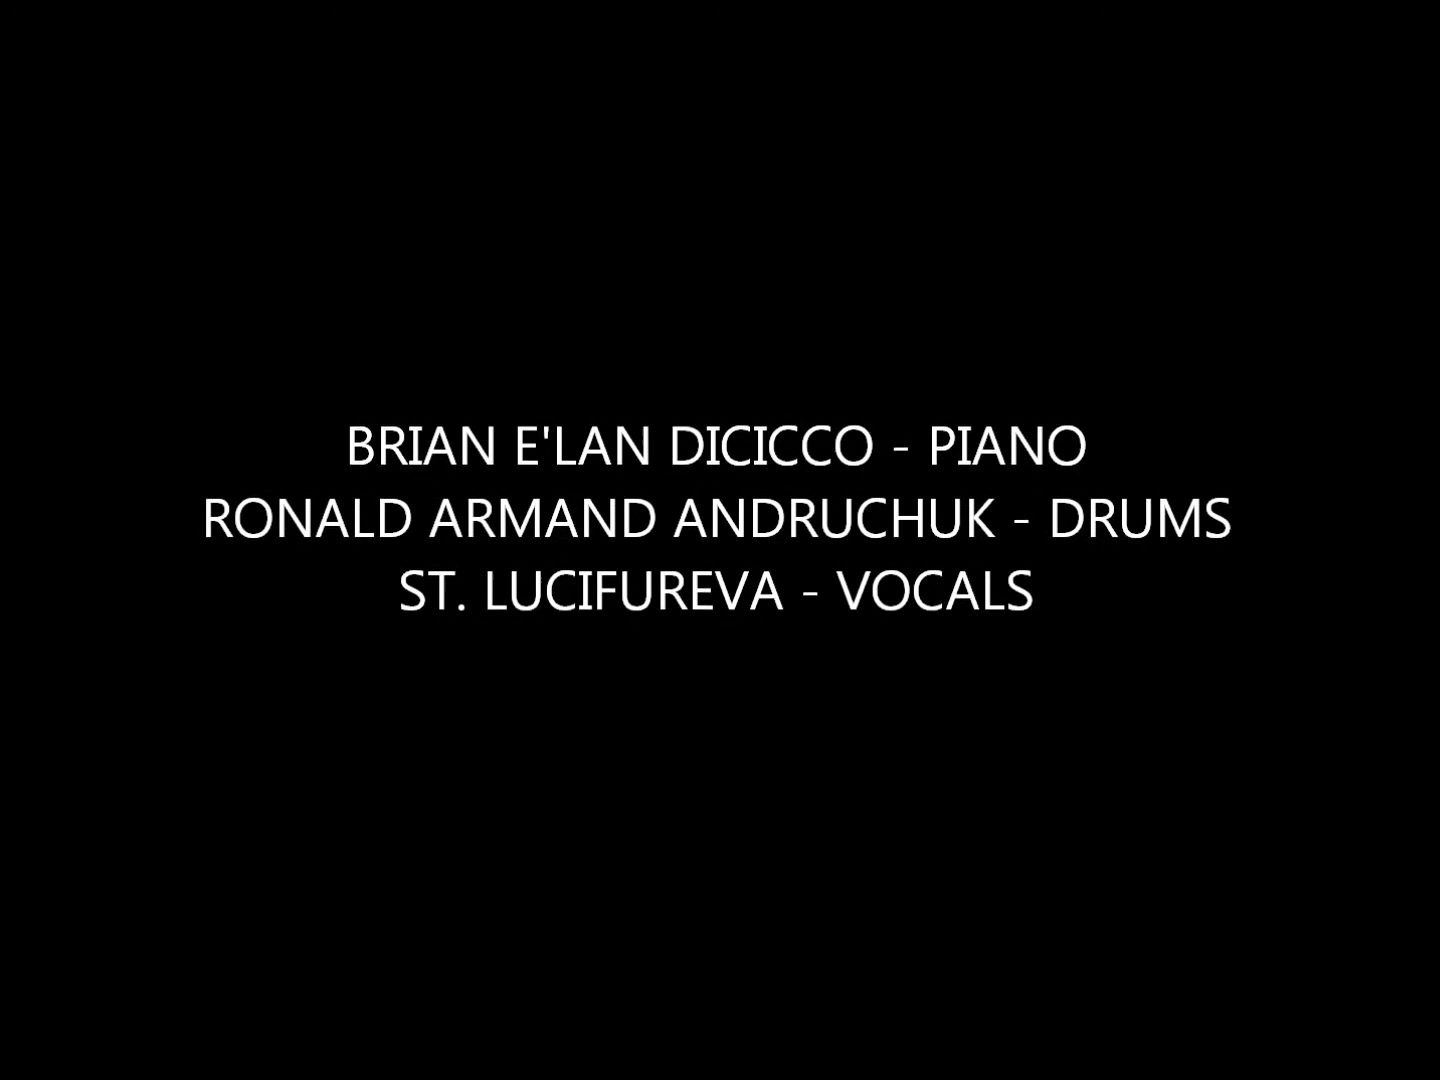 BRIAN E'LAN DICICCO - PIANO
RONALD ARMAND ANDRUCHUK - DRUMS
ST. LUCIFUREVA - VOCALS